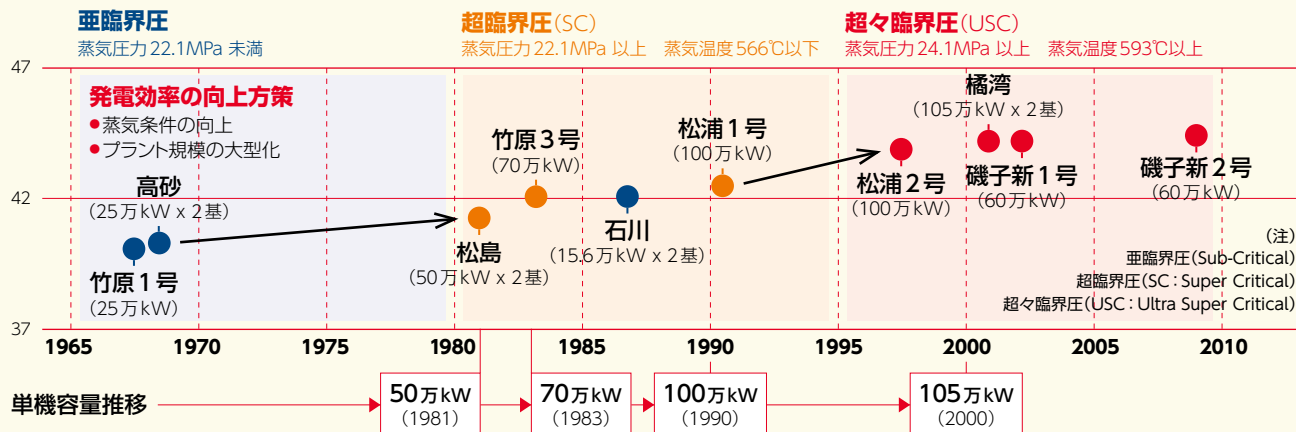 亜臨界圧
蒸気圧力22.1MPa 未満
超臨界圧(SC)
蒸気圧力22.1MPa 以上 蒸気温度566℃以下
超々臨界圧(USC)
蒸気圧力24.1MPa 以上 蒸気温度593℃以上
47
42
37
発電効率の向上方策
●蒸気条件の向上
●プラント規模の大型化
高砂
(25万kW x 2基)
竹原1号
(25万kW)
竹原3号
(70万kW)
松島
(50万kW x 2基)
石川
(15.6万kW x 2基)
松浦1号
(100万kW)
橘湾
(105万kW x 2基)
松浦2号
(100万kW)
磯子新1号
(60万kW)
磯子新2号
(60万kW)
(注)
亜臨界圧(Sub-Critical)
超臨界圧(SC:Super Critical)
超々臨界圧(USC:Ultra Super Critical)
1965 1970 1975 1980 1985 1990 1995 2000 2005 2010
単機容量推移
50万kW
(1981)
70万kW
(1983)
100万kW
(1990)
105万kW
(2000)